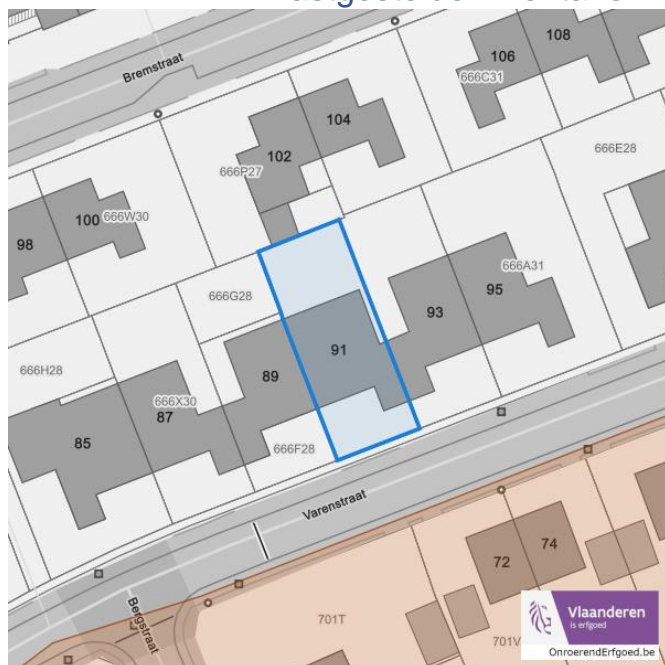 Bremstraat
106
108
666C31
102
104
666P27
666E28
98
100
666W30
666G28
93
95
666A31
91
89
666H28
85
87
666X30
666F28
Varenstraat
72
74
Bergstraat
701T
701V
Vlaanderen
is erfgoed
OnroerendErfgoed.be